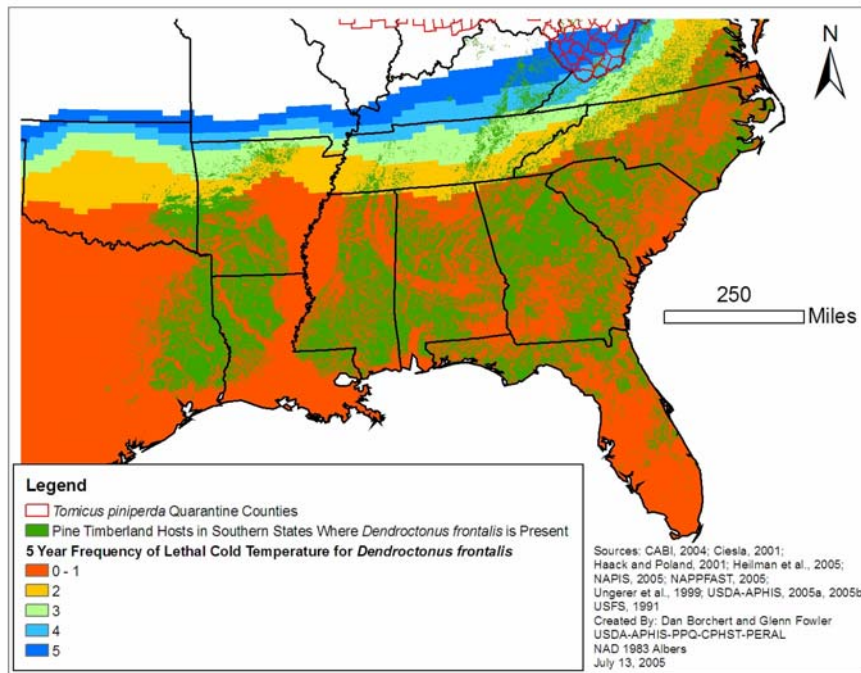 N
250
Miles
Legend
Tomicus piniperda Quarantine Counties
Pine Timberland Hosts in Southern States Where Dendroctonus frontalis is Present
5 Year Frequency of Lethal Cold Temperature for Dendroctonus frontalis
0 - 1
2
3
4
5
Sources: CABI, 2004; Ciesla, 2001;
Haack and Poland, 2001; Heilman et al., 2005;
NAPIS, 2005; NAPPFAST, 2005;
Ungerer et al., 1999; USDA-APHIS, 2005a, 2005b
USFS, 1991
Created By: Dan Borchert and Glenn Fowler
USDA-APHIS-PPQ-CPHST-PERAL
NAD 1983 Albers
July 13, 2005